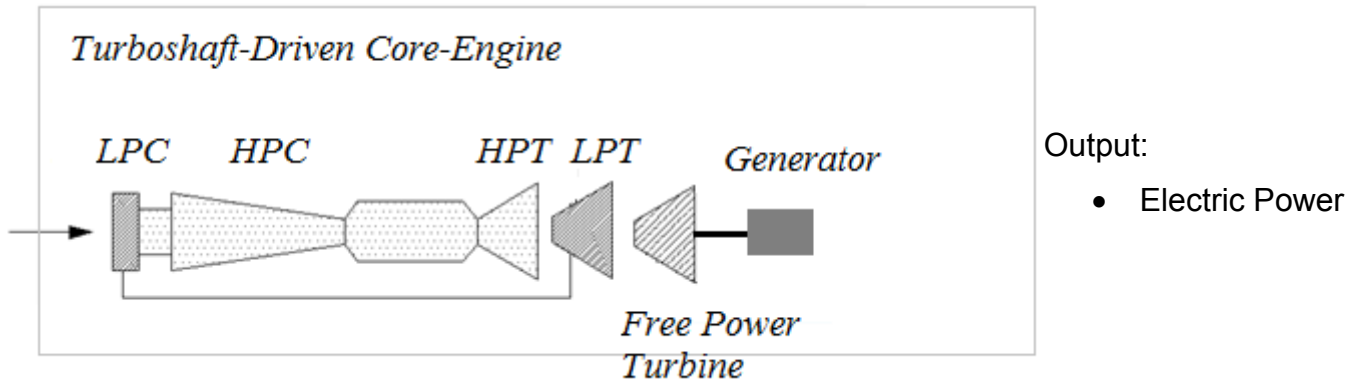 Turboshaft-Driven Core-Engine
LPC HPC HPT LPT Generator
Free Power
Turbine
Output:
• Electric Power